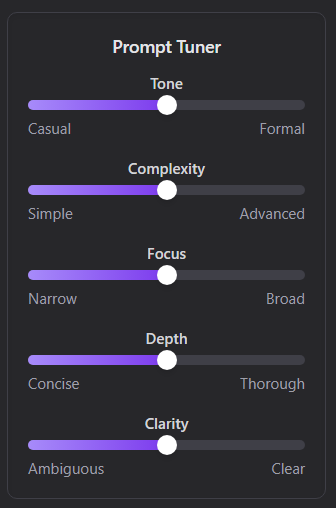 Prompt Tuner
Tone
Casual Formal
Complexity
Simple Advanced
Focus
Narrow Broad
Depth
Concise Thorough
Clarity
Ambiguous Clear